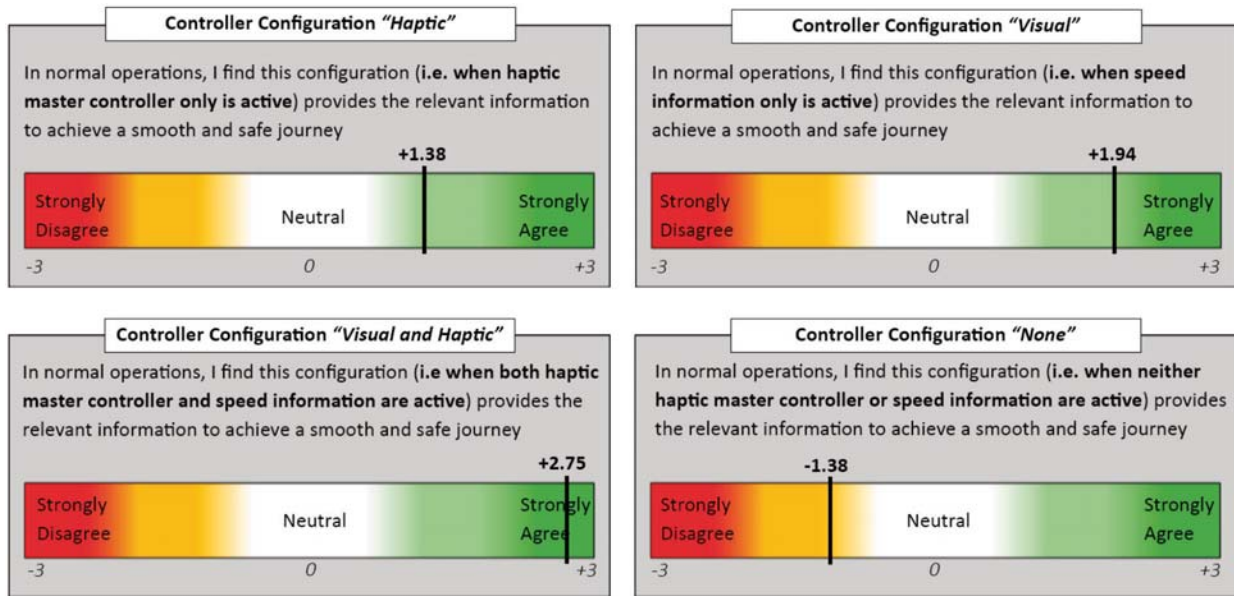 Controller Configuration “Haptic”
In normal operations, I find this configuration (i.e. when haptic
master controller only is active) provides the relevant information
to achieve a smooth and safe journey
+1.38
Strongly
Disagree
Neutral
Strongly
Agree
-3
0
+3
Controller Configuration “Visual”
In normal operations, I find this configuration (i.e. when speed
information only is active) provides the relevant information to
achieve a smooth and safe journey
+1.94
Strongly
Disagree
Neutral
Strongly
Agree
-3
0
+3
Controller Configuration “Visual and Haptic”
In normal operations, I find this configuration (i.e when both haptic
master controller and speed information are active) provides the
relevant information to achieve a smooth and safe journey
+2.75
Strongly
Disagree
Neutral
Strongly
Agree
-3
0
+3
Controller Configuration “None”
In normal operations, I find this configuration (i.e. when neither
haptic master controller or speed information are active) provides
the relevant information to achieve a smooth and safe journey
-1.38
Strongly
Disagree
Neutral
Strongly
Agree
-3
0
+3